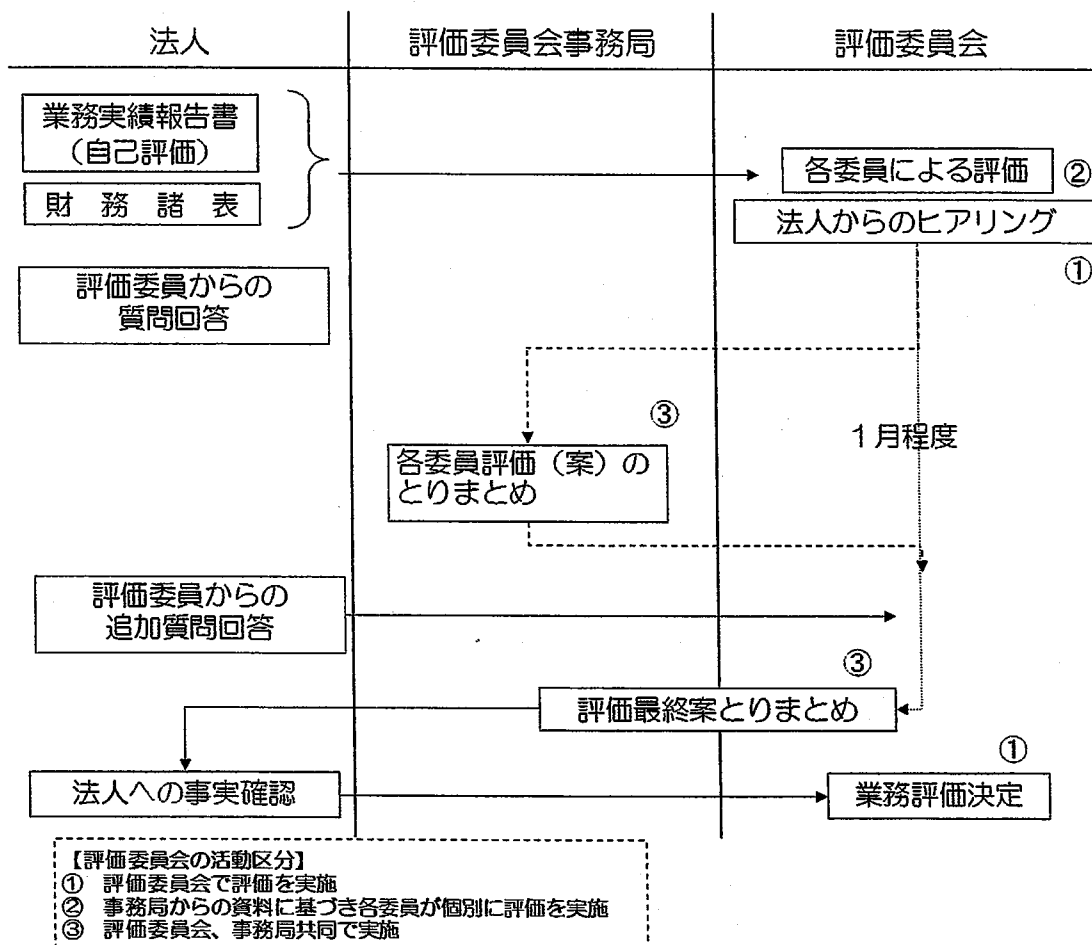 法人 評価委員会事務局 評価委員会
業務実績報告書
(自己評価)
財 務 諸 表
各委員による評価 ②
法人からのヒアリング
①
評価委員からの
質問回答
③
1月程度
各委員評価（案）の
とりまとめ
評価委員からの
追加質問回答
③
評価最終案とりまとめ
①
法人への事実確認
業務評価決定
【評価委員会の活動区分】
① 評価委員会で評価を実施
② 事務局からの資料に基づき各委員が個別に評価を実施
③ 評価委員会、事務局共同で実施